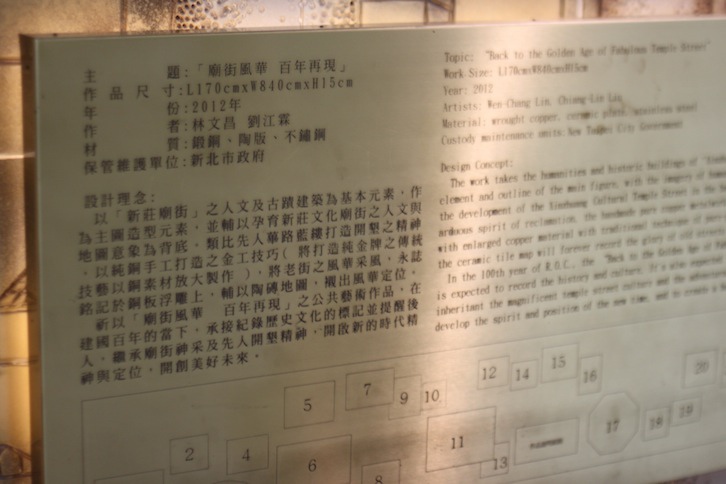 主題:「廟街風華 百年再現」
作品尺寸:L170cmxW840cmxH15cm
年份:2012年
作者:林文昌 劉江霖
材質:鍛鋼、陶版、不鏽鋼
保管維護單位:新北市政府
設計理念:
以「新莊廟街」之人文及古蹟建築為基本元素,作
為主圖造型元素,並輔以孕育新莊文化廟街之人文與
地圖意象為背底,類比先人篳路藍縷打造開墾之精神
,以純銅手工打造之金工技巧(將打造純金牌之傳統
技藝以銅素材放大製作),將老街之風華采風,永誌
銘記於銅板浮雕上,輔以陶磚地圖,襯出風華定位。
祈以「廟街風華 百年再現」之公共藝術作品,在
建國百年的當下,承接紀錄歷史文化的標記並提醒後
人,繼承廟街神采及先人開墾精神,開啟新的時代精
神與定位,開創美好未來。
Topic: "Back to the Golden Age of Fabulous Temple Street"
Work Size: L170cmxW840cmxH15cm
Year: 2012
Artists: Wen-Chang Lin, Chiang-Lin Liu
Material: wrought copper, ceramic plate, stainless steel
Custody maintenance units: New Taipei City Government
Design Concept:
The work takes the humanities and historic buildings of
element and outline of the main figure, with the imagery of
the development of the Xinzhuang Cultural Temple Street in the
arduous spirit of reclamation, the handmade pure copper
with enlarged copper material with traditional technique of
the ceramic tile map will forever record the glory of old street
In the 100th year of R.O.C., the "Back to the Golden Age of
is expected to record the history and culture. It's also expected
inheritant the magnificent temple street culture and the
develop the spirit and position of the new time, and to create a
2
4
5
6
7
8
9
10
11
12
13
14
15
16
17
18
19
20